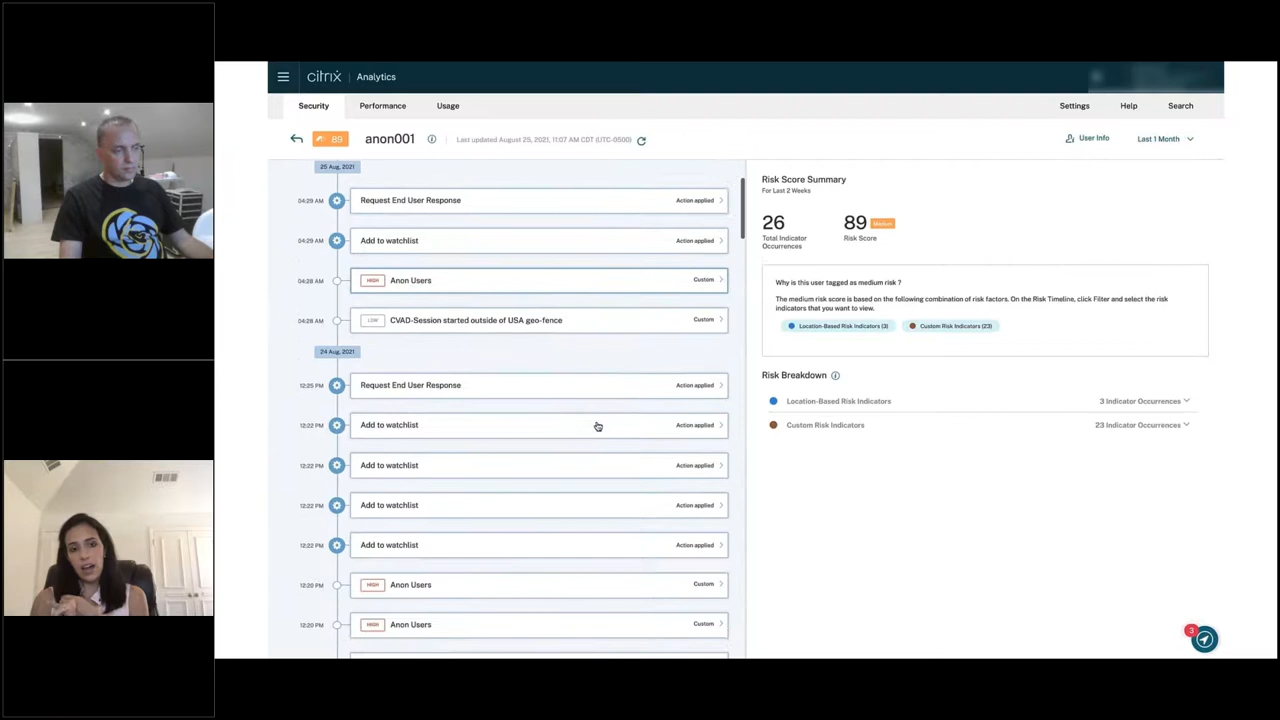 citrix | Analytics
Security Performance Usage Settings Help Search
89 anon001 Last updated August 25, 2021, 11:07 AM CDT (UTC-0500) User Info Last 1 Month
25 Aug, 2021
04:29 AM Request End User Response Action applied
04:29 AM Add to watchlist Action applied
04:28 AM HIGH Anon Users Custom
04:28 AM LOW CVAD-Session started outside of USA geo-fence Custom
24 Aug, 2021
12:25 PM Request End User Response Action applied
12:22 PM Add to watchlist Action applied
12:22 PM Add to watchlist Action applied
12:22 PM Add to watchlist Action applied
12:22 PM Add to watchlist Action applied
12:20 PM HIGH Anon Users Custom
12:20 PM HIGH Anon Users Custom
Risk Score Summary
For Last 2 Weeks
26 89 Medium
Total Indicator Risk Score
Occurrences
Why is this user tagged as medium risk ?
The medium risk score is based on the following combination of risk factors. On the Risk Timeline, click Filter and select the risk
indicators that you want to view.
Location-Based Risk Indicators (3) Custom Risk Indicators (23)
Risk Breakdown
Location-Based Risk Indicators 3 Indicator Occurrences
Custom Risk Indicators 23 Indicator Occurrences
3